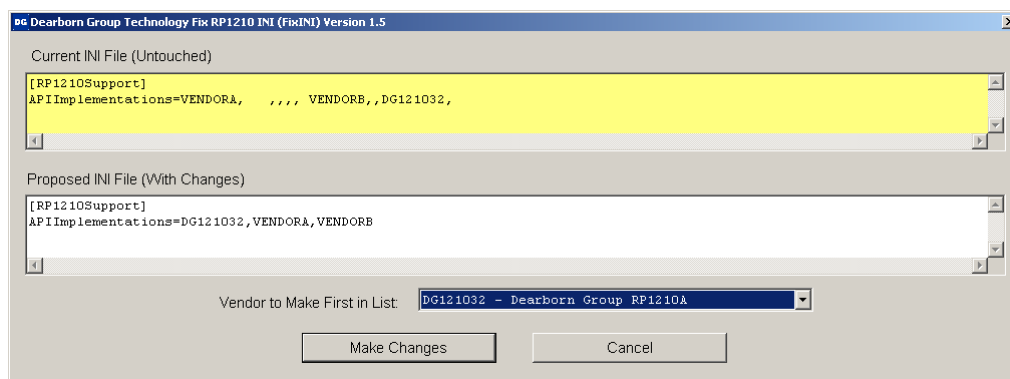 DG Dearborn Group Technology Fix RP1210 INI (FixINI) Version 1.5
Current INI File (Untouched)
[RP1210Support]
APIImplementations=VENDORA,   ,,,, VENDORB,,DG121032,
Proposed INI File (With Changes)
[RP1210Support]
APIImplementations=DG121032,VENDORA,VENDORB
Vendor to Make First in List: DG121032 - Dearborn Group RP1210A
Make Changes Cancel